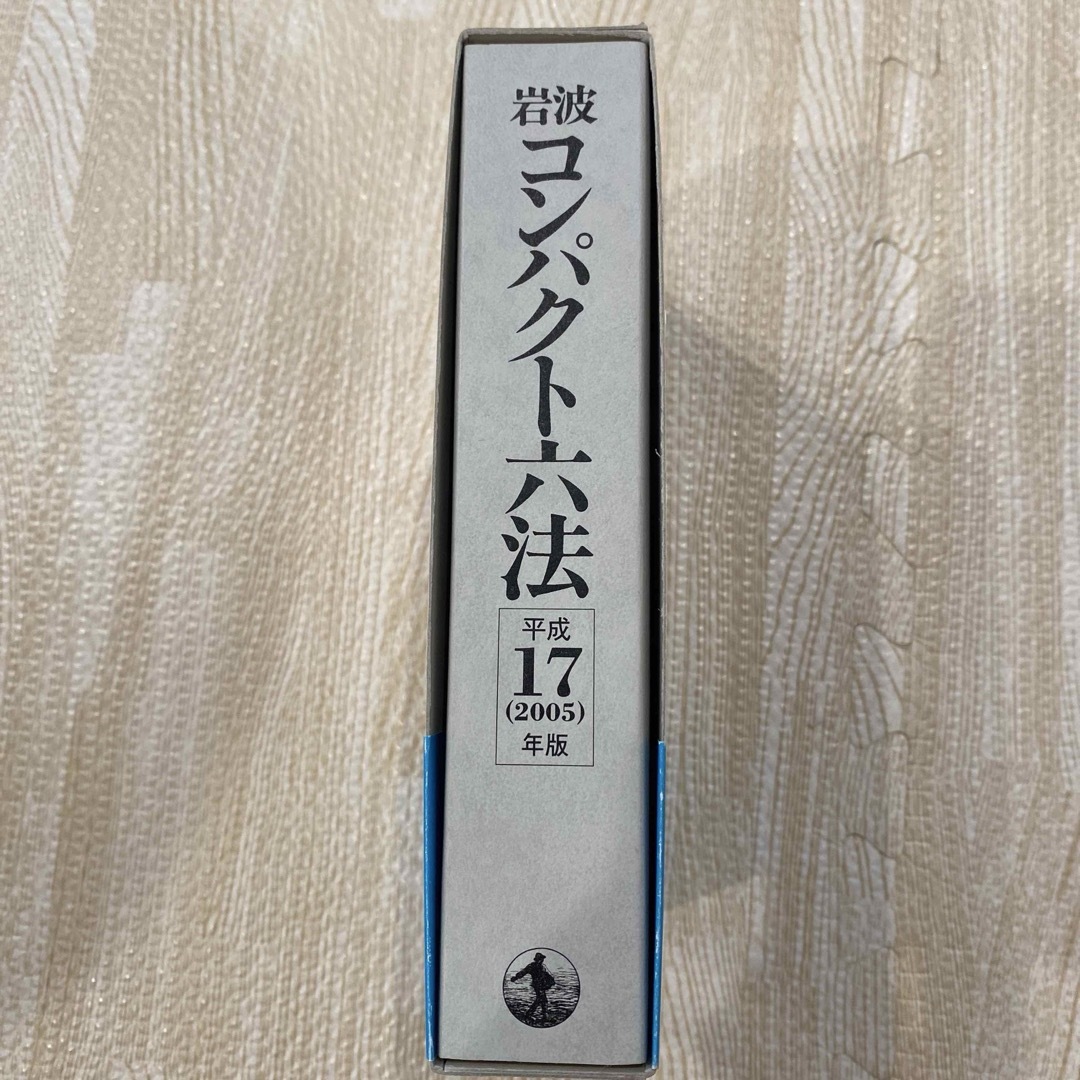 岩波
コンパクト六法
平成
17
(2005)
年版